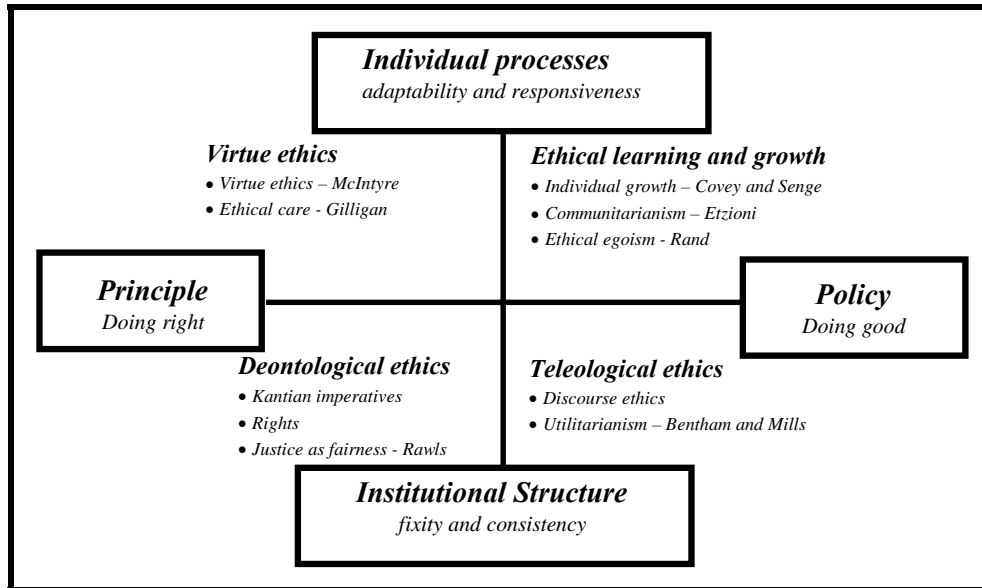 Individual processes
adaptability and responsiveness
Virtue ethics
• Virtue ethics – McIntyre
• Ethical care - Gilligan
Ethical learning and growth
• Individual growth – Covey and Senge
• Communitarianism – Etzioni
• Ethical egoism - Rand
Principle
Doing right
Policy
Doing good
Deontological ethics
• Kantian imperatives
• Rights
• Justice as fairness - Rawls
Teleological ethics
• Discourse ethics
• Utilitarianism – Bentham and Mills
Institutional Structure
fixity and consistency